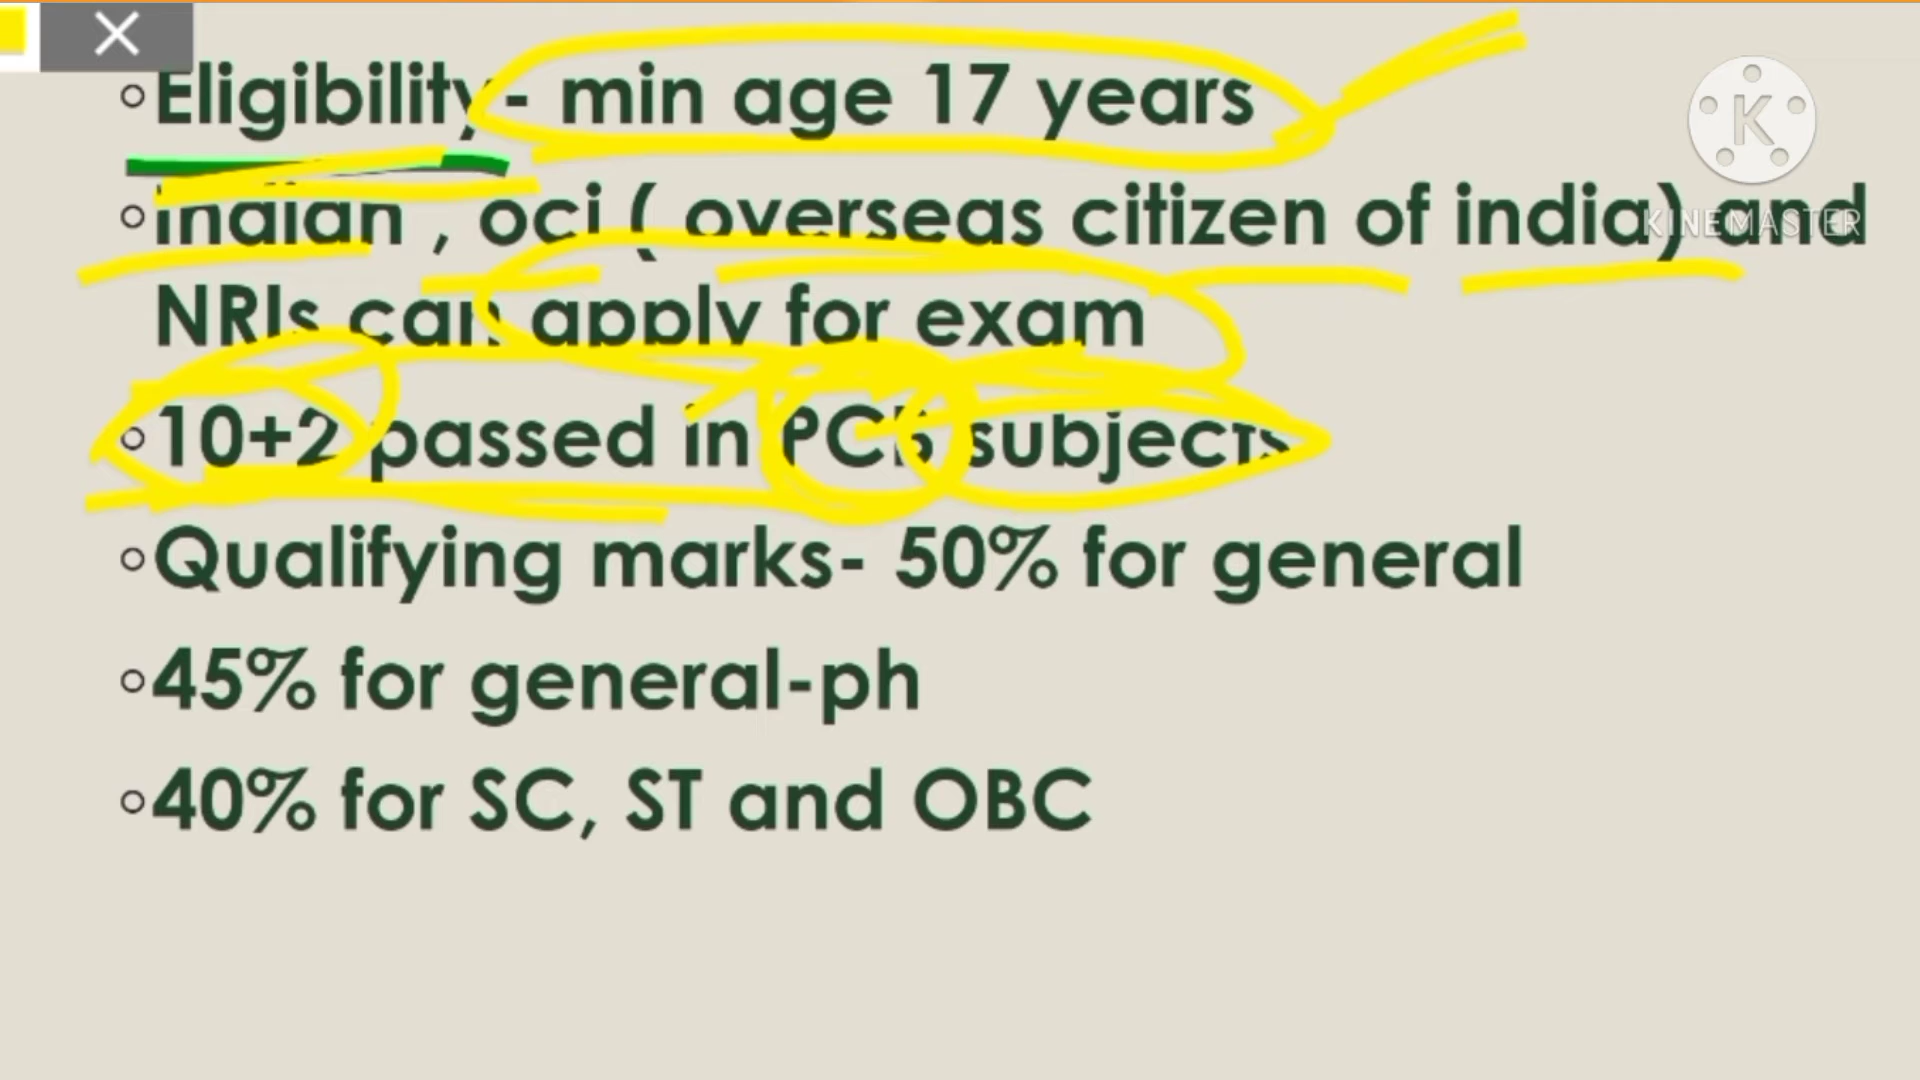 Eligibility- min age 17 years
Indian , oci ( overseas citizen of india) and
NRIs can apply for exam
10+2 passed in PCB subjects
Qualifying marks- 50% for general
45% for general-ph
40% for SC, ST and OBC
K
KINEMASTER